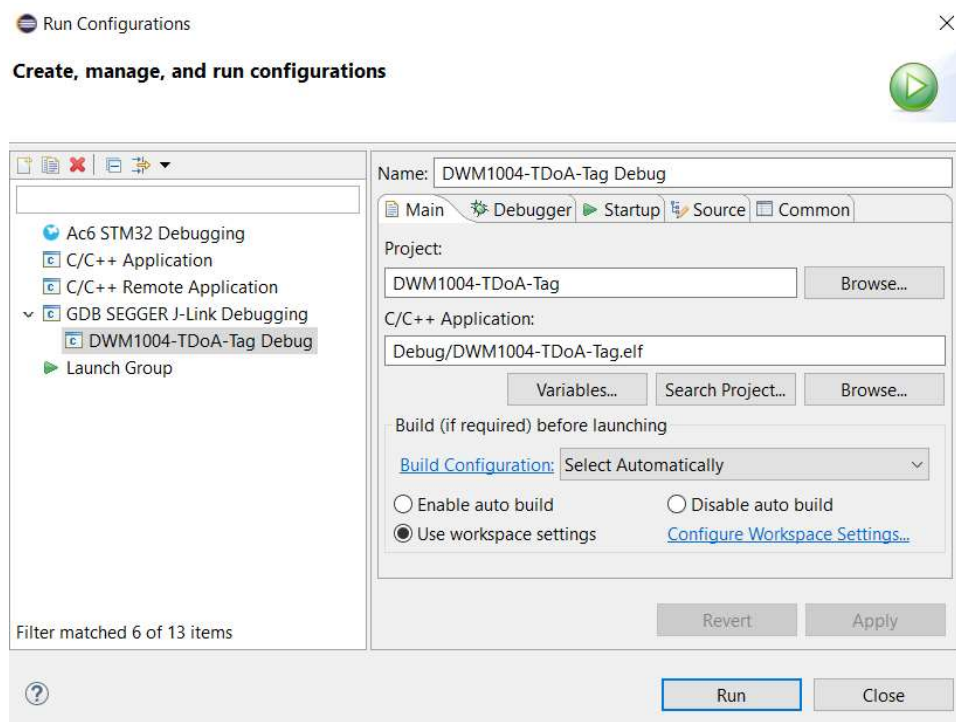 Run Configurations
Create, manage, and run configurations
Ac6 STM32 Debugging
C/C++ Application
C/C++ Remote Application
GDB SEGGER J-Link Debugging
DWM1004-TDoA-Tag Debug
Launch Group
Filter matched 6 of 13 items
Name: DWM1004-TDoA-Tag Debug
Main Debugger Startup Source Common
Project:
DWM1004-TDoA-Tag Browse...
C/C++ Application:
Debug/DWM1004-TDoA-Tag.elf
Variables... Search Project... Browse...
Build (if required) before launching
Build Configuration: Select Automatically
Enable auto build Disable auto build
Use workspace settings Configure Workspace Settings...
Revert Apply
Run Close